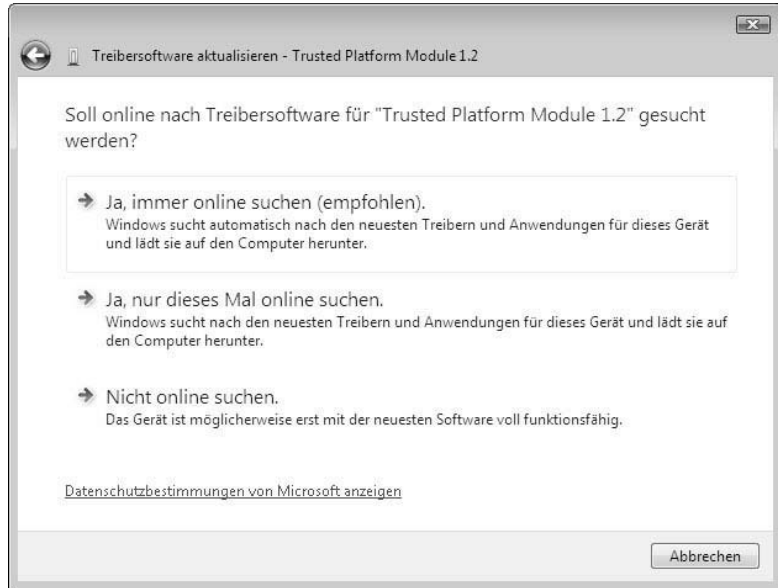 Treibersoftware aktualisieren - Trusted Platform Module 1.2
Soll online nach Treibersoftware für "Trusted Platform Module 1.2" gesucht
werden?
Ja, immer online suchen (empfohlen).
Windows sucht automatisch nach den neuesten Treibern und Anwendungen für dieses Gerät
und lädt sie auf den Computer herunter.
Ja, nur dieses Mal online suchen.
Windows sucht nach den neuesten Treibern und Anwendungen für dieses Gerät und lädt sie auf
den Computer herunter.
Nicht online suchen.
Das Gerät ist möglicherweise erst mit der neuesten Software voll funktionsfähig.
Datenschutzbestimmungen von Microsoft anzeigen
Abbrechen